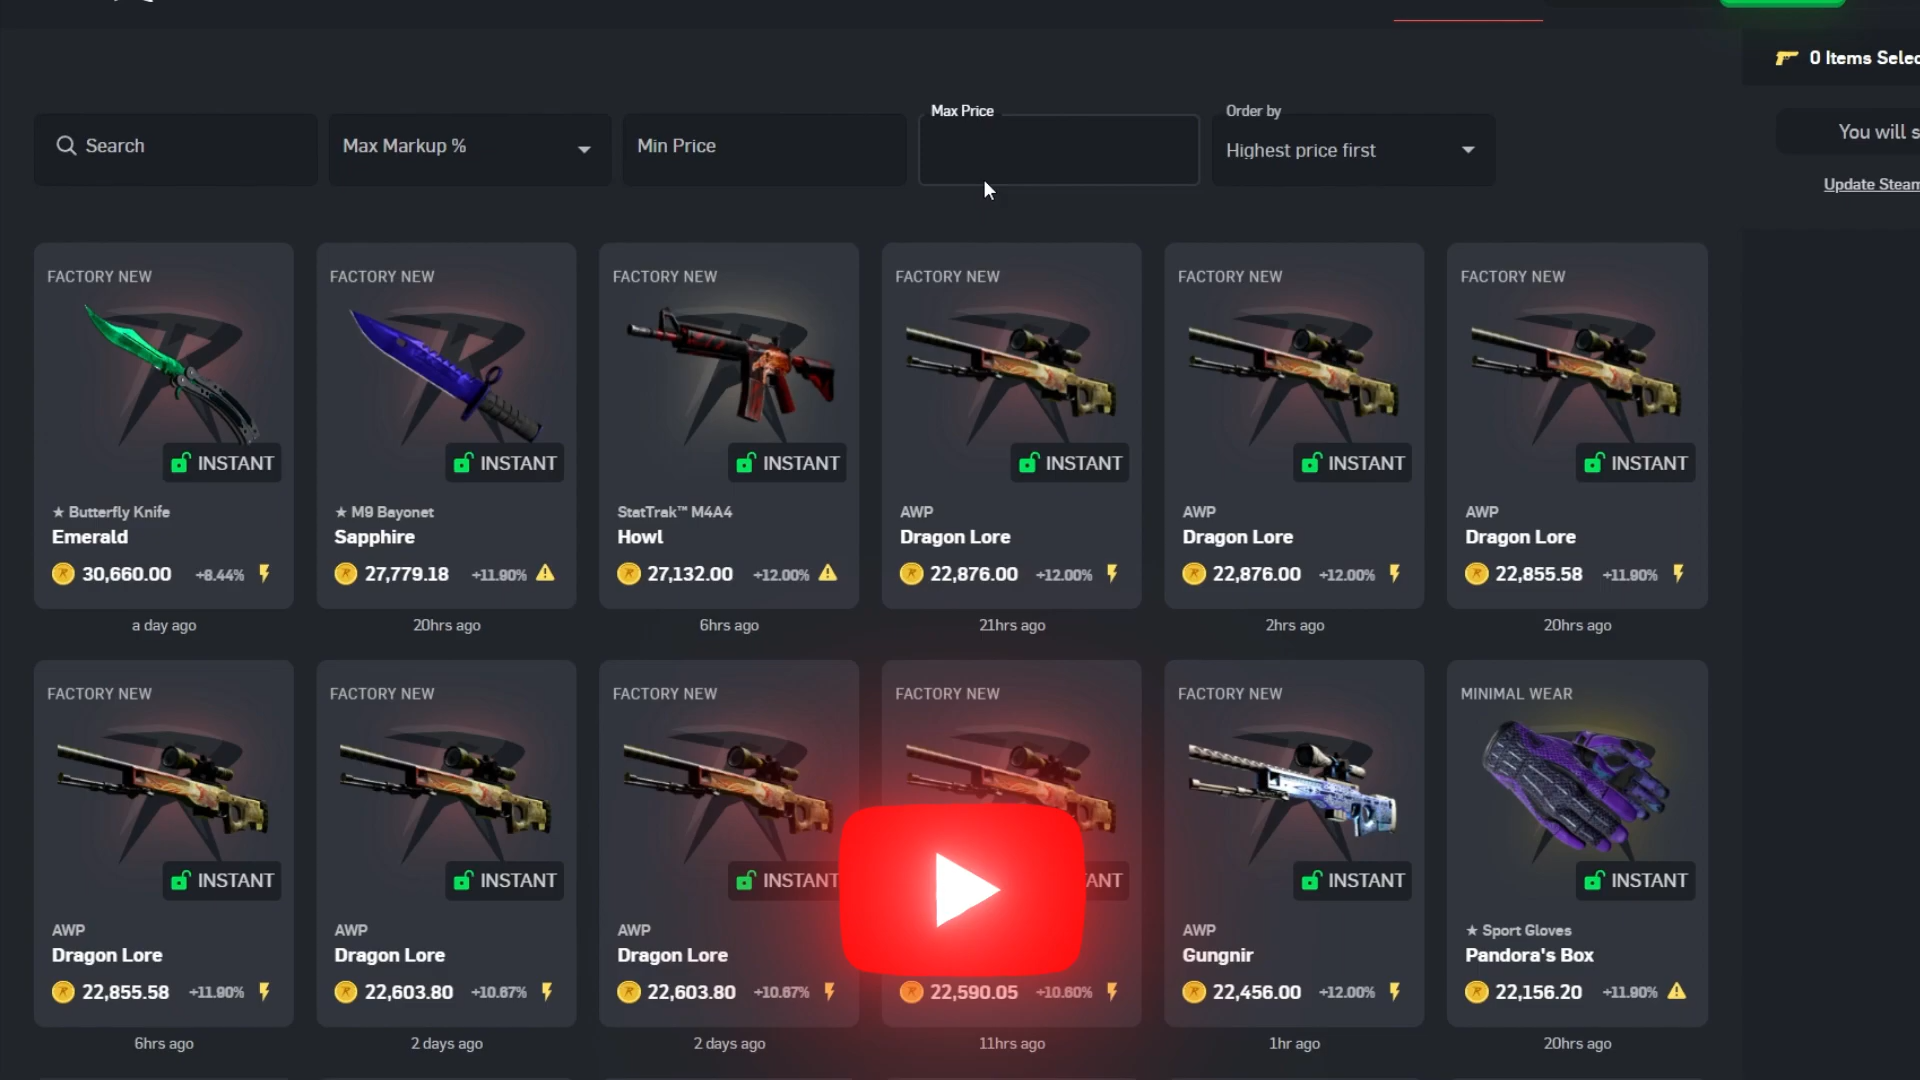 0 Items Selec
Max Price
Order by
Search
Max Markup %
Min Price
Highest price first
You will s
Update Steam
FACTORY NEW
FACTORY NEW
FACTORY NEW
FACTORY NEW
FACTORY NEW
FACTORY NEW
INSTANT
INSTANT
INSTANT
INSTANT
INSTANT
INSTANT
★ Butterfly Knife
★ M9 Bayonet
StatTrak™ M4A4
AWP
AWP
AWP
Emerald
Sapphire
Howl
Dragon Lore
Dragon Lore
Dragon Lore
30,660.00 +8.44%
27,779.18 +11.90%
27,132.00 +12.00%
22,876.00 +12.00%
22,876.00 +12.00%
22,855.58 +11.90%
a day ago
20hrs ago
6hrs ago
21hrs ago
2hrs ago
20hrs ago
FACTORY NEW
FACTORY NEW
FACTORY NEW
FACTORY NEW
FACTORY NEW
MINIMAL WEAR
INSTANT
INSTANT
INSTANT
ANT
INSTANT
INSTANT
AWP
AWP
AWP
AWP
★ Sport Gloves
Dragon Lore
Dragon Lore
Dragon Lore
Gungnir
Pandora's Box
22,855.58 +11.90%
22,603.80 +10.67%
22,603.80 +10.67%
22,590.05 +10.60%
22,456.00 +12.00%
22,156.20 +11.90%
6hrs ago
2 days ago
2 days ago
11hrs ago
1hr ago
20hrs ago